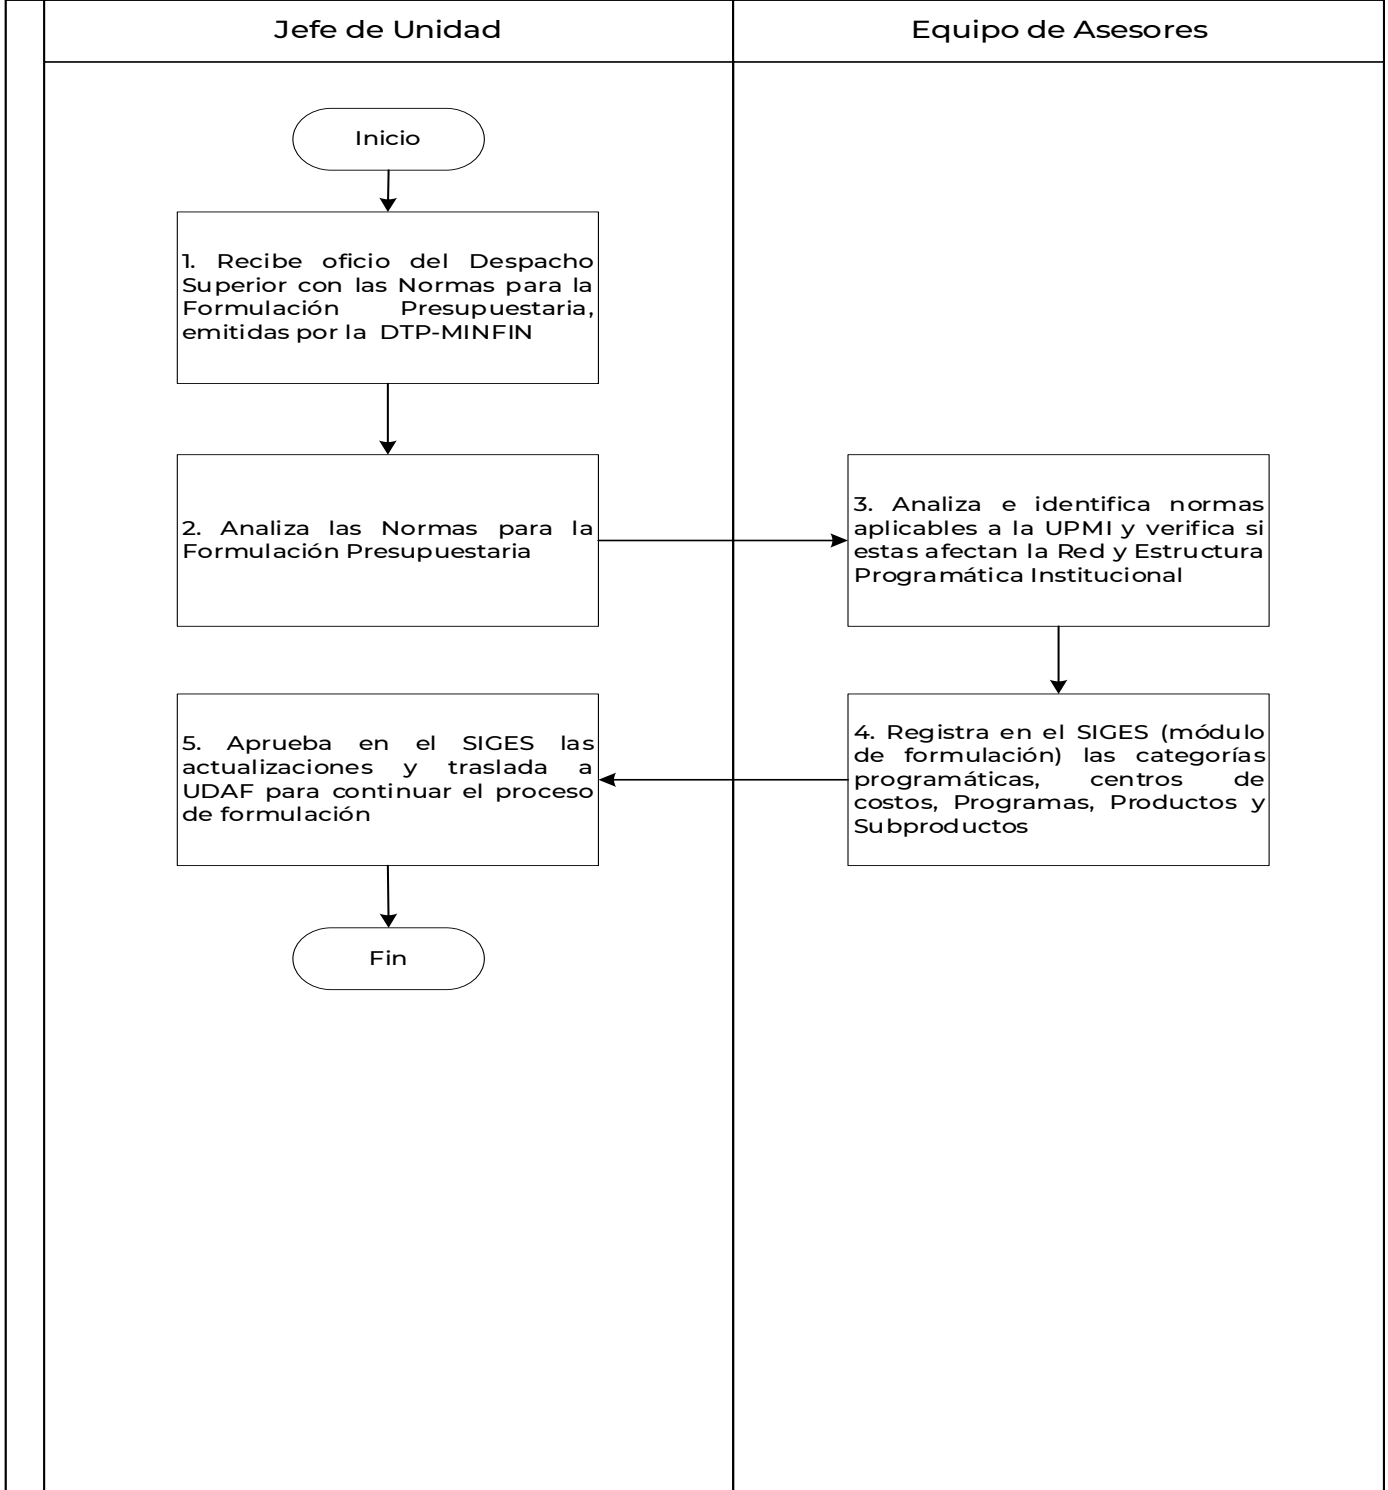 Jefe de Unidad
Equipo de Asesores
Inicio
1. Recibe oficio del Despacho
Superior con las Normas para la
Formulación Presupuestaria,
emitidas por la DTP-MINFIN
2. Analiza las Normas para la
Formulación Presupuestaria
3. Analiza e identifica normas
aplicables a la UPMI y verifica si
estas afectan la Red y Estructura
Programática Institucional
4. Registra en el SIGES (módulo
de formulación) las categorías
programáticas, centros de
costos, Programas, Productos y
Subproductos
5. Aprueba en el SIGES las
actualizaciones y traslada a
UDAF para continuar el proceso
de formulación
Fin